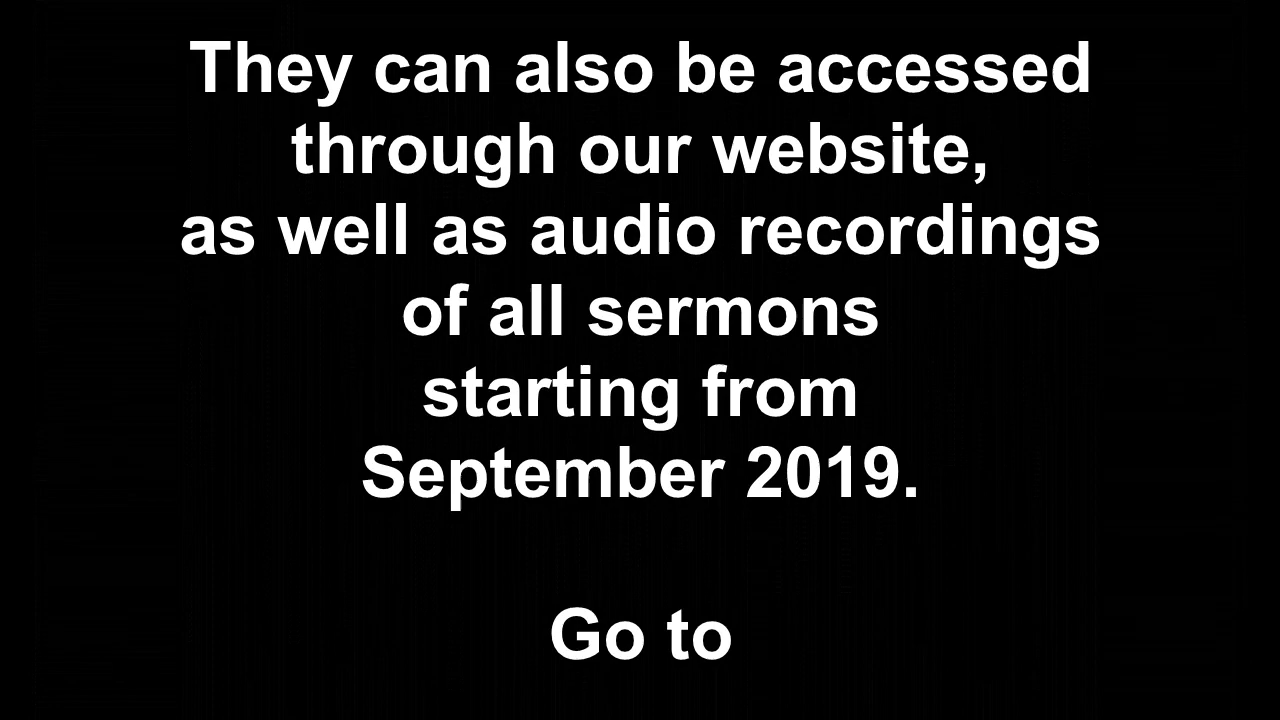 They can also be accessed
through our website,
as well as audio recordings
of all sermons
starting from
September 2019.
Go to